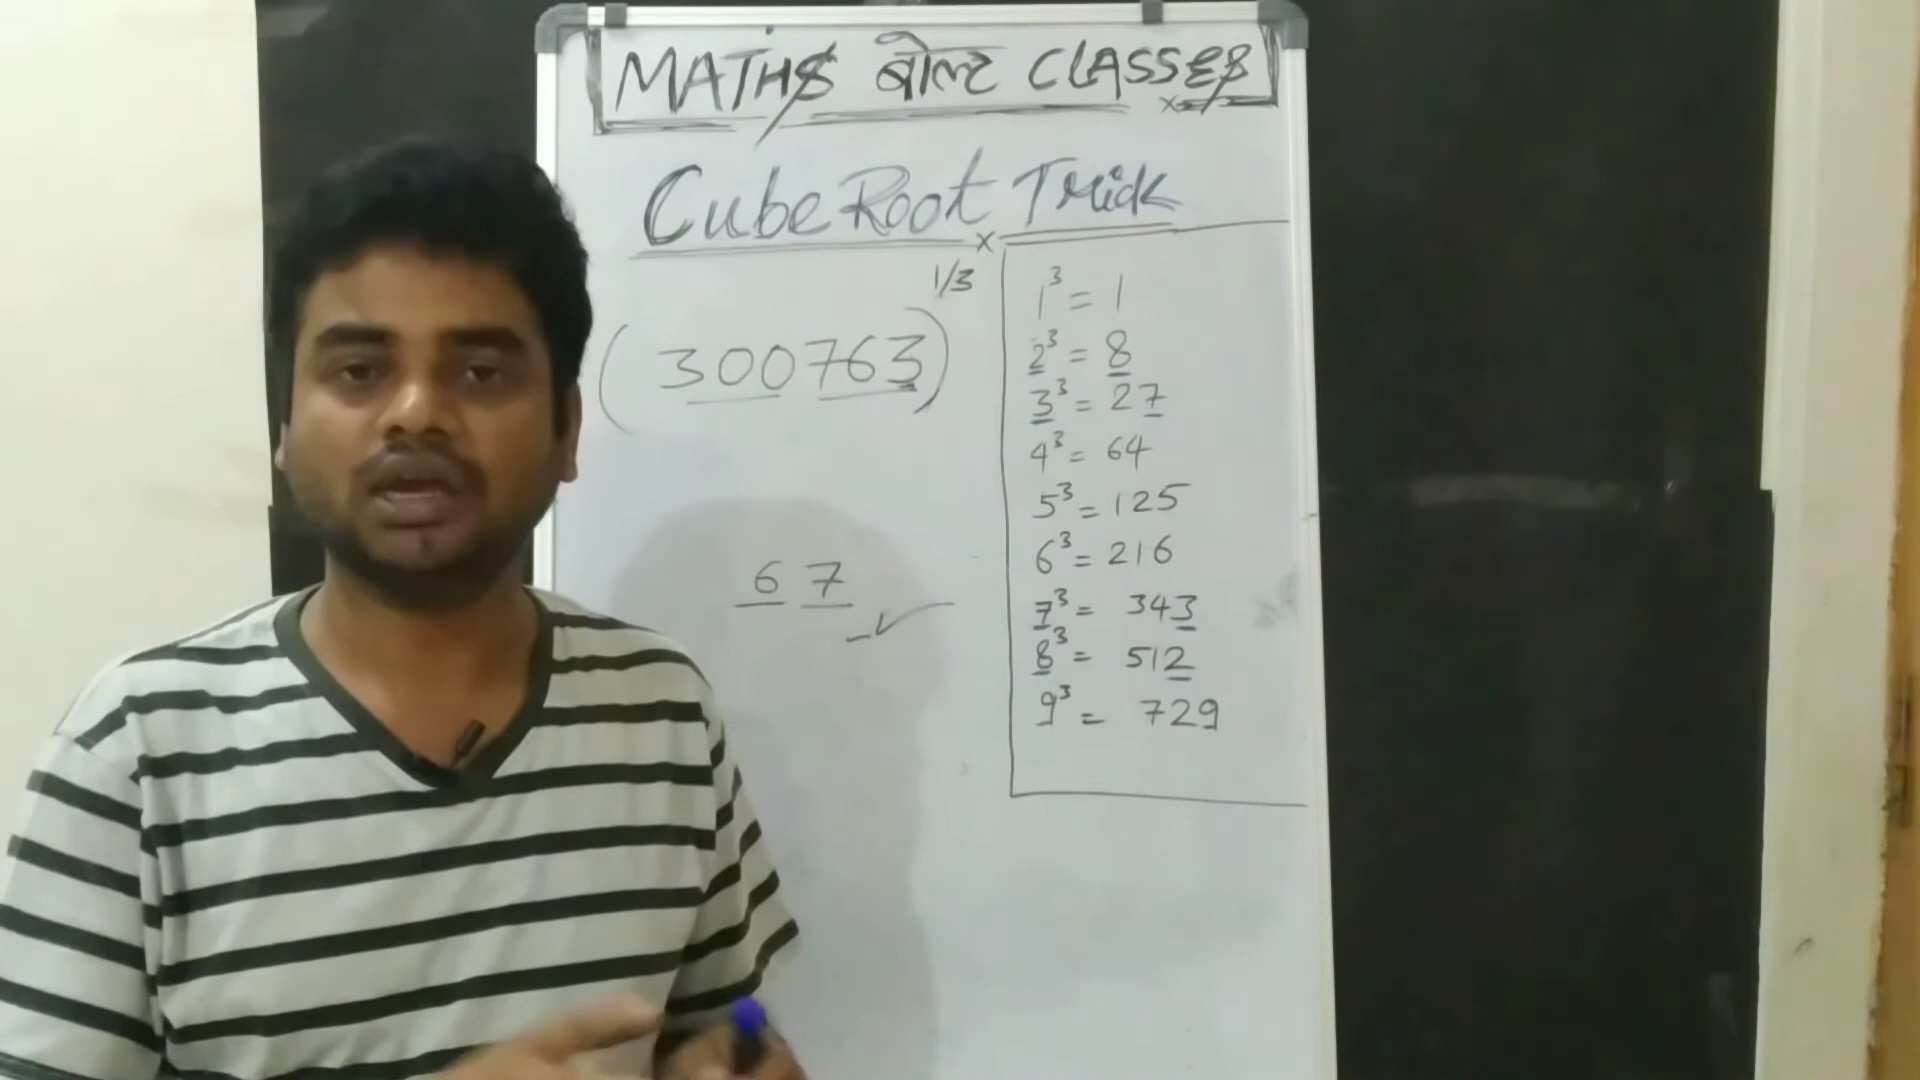 MATHS बोल्ट CLASSES
Cube Root Trick
(300763)^1/3
67
1³ = 1
2³ = 8
3³ = 27
4³ = 64
5³ = 125
6³ = 216
7³ = 343
8³ = 512
9³ = 729